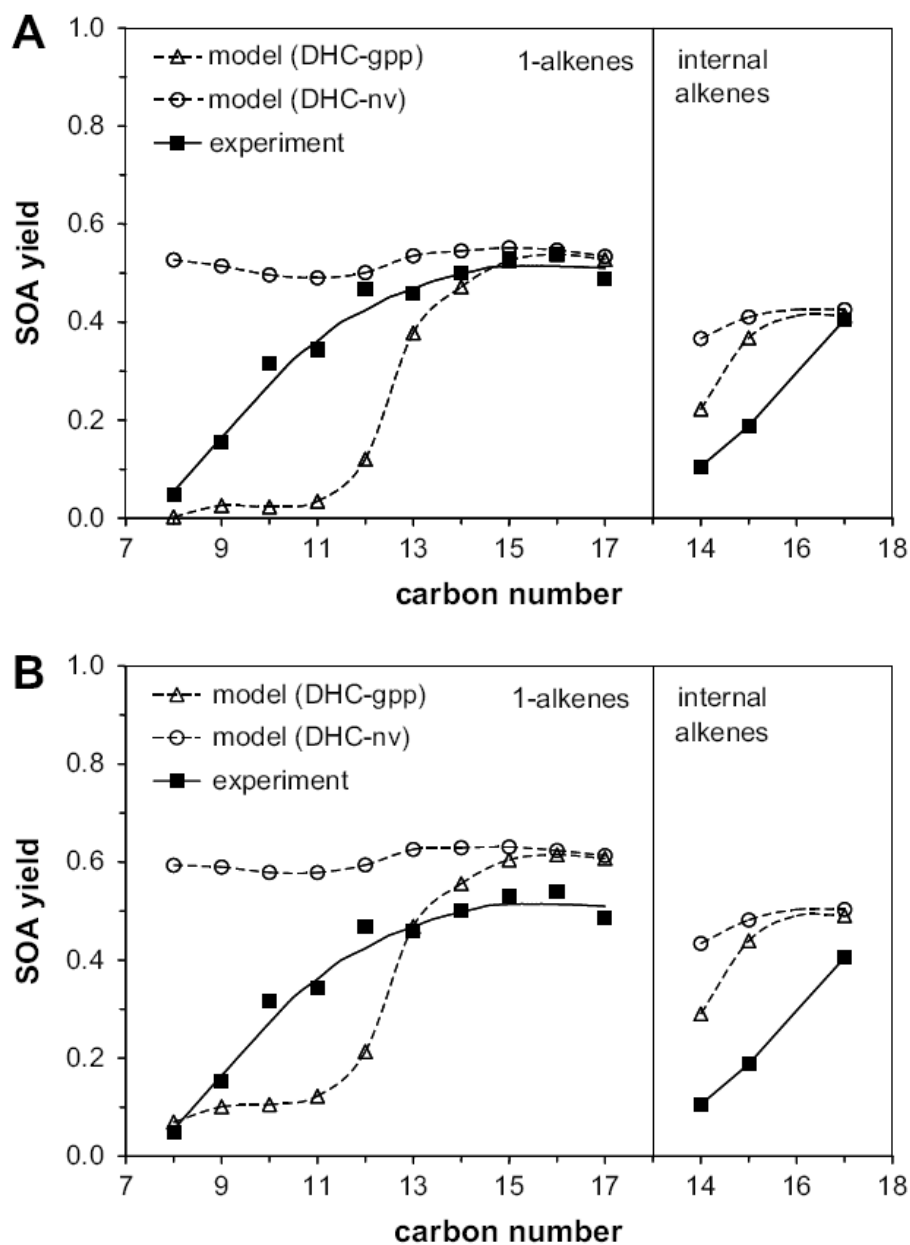 A
1.0
model (DHC-gpp)
1-alkenes
internal
alkenes
model (DHC-nv)
0.8
experiment
0.6
0.4
0.2
0.0
SOA yield
7 9 11 13 15 17 14 16 18
carbon number
B
1.0
model (DHC-gpp)
1-alkenes
internal
alkenes
model (DHC-nv)
0.8
experiment
0.6
0.4
0.2
0.0
SOA yield
7 9 11 13 15 17 14 16 18
carbon number